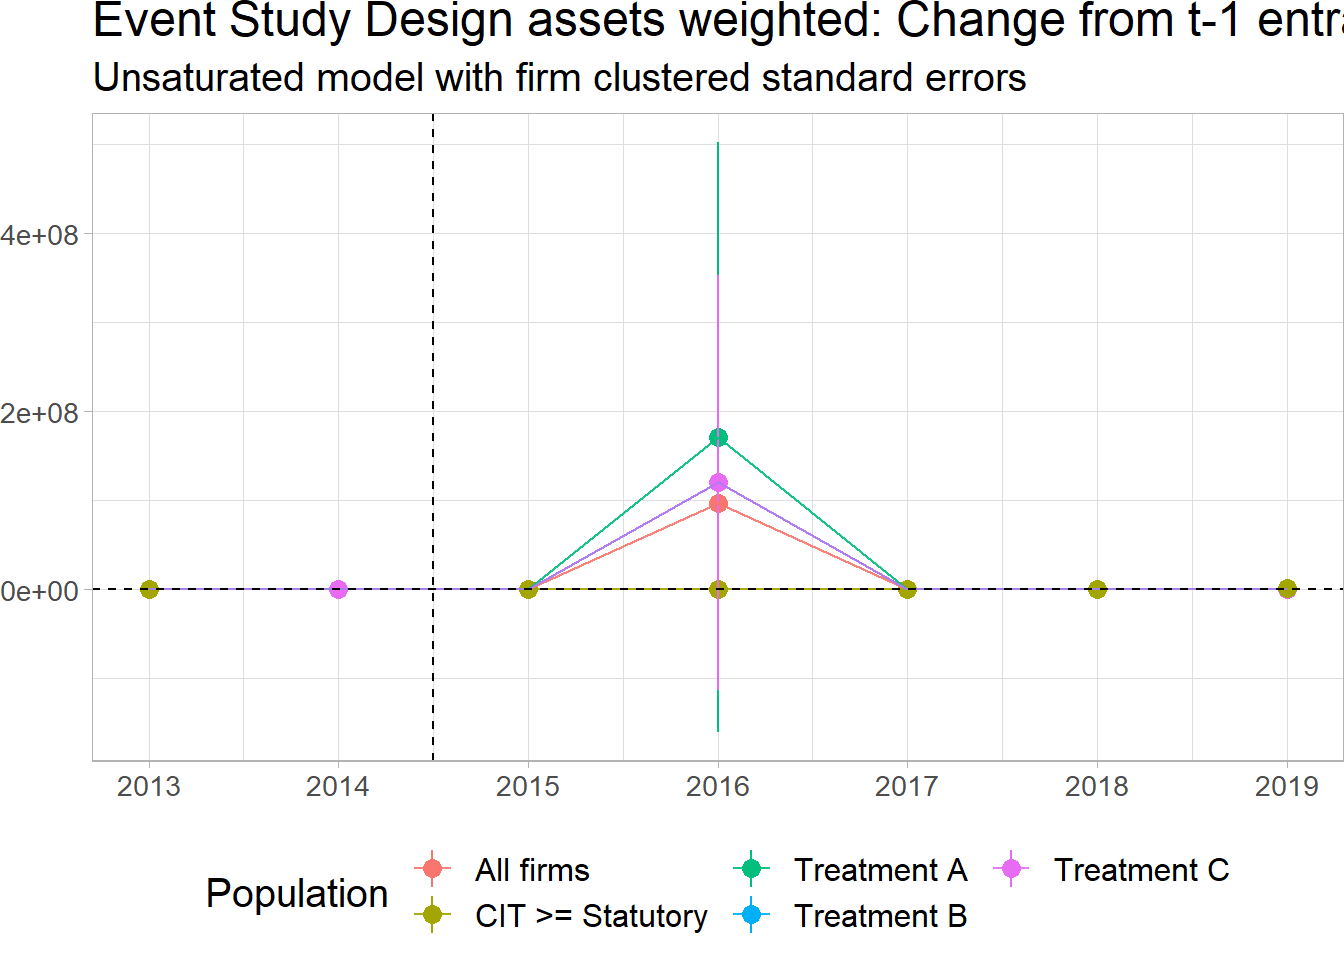 Event Study Design assets weighted: Change from t-1 entra
Unsaturated model with firm clustered standard errors
4e+08
2e+08
0e+00
2013 2014 2015 2016 2017 2018 2019
Population
All firms Treatment A Treatment C
CIT >= Statutory Treatment B